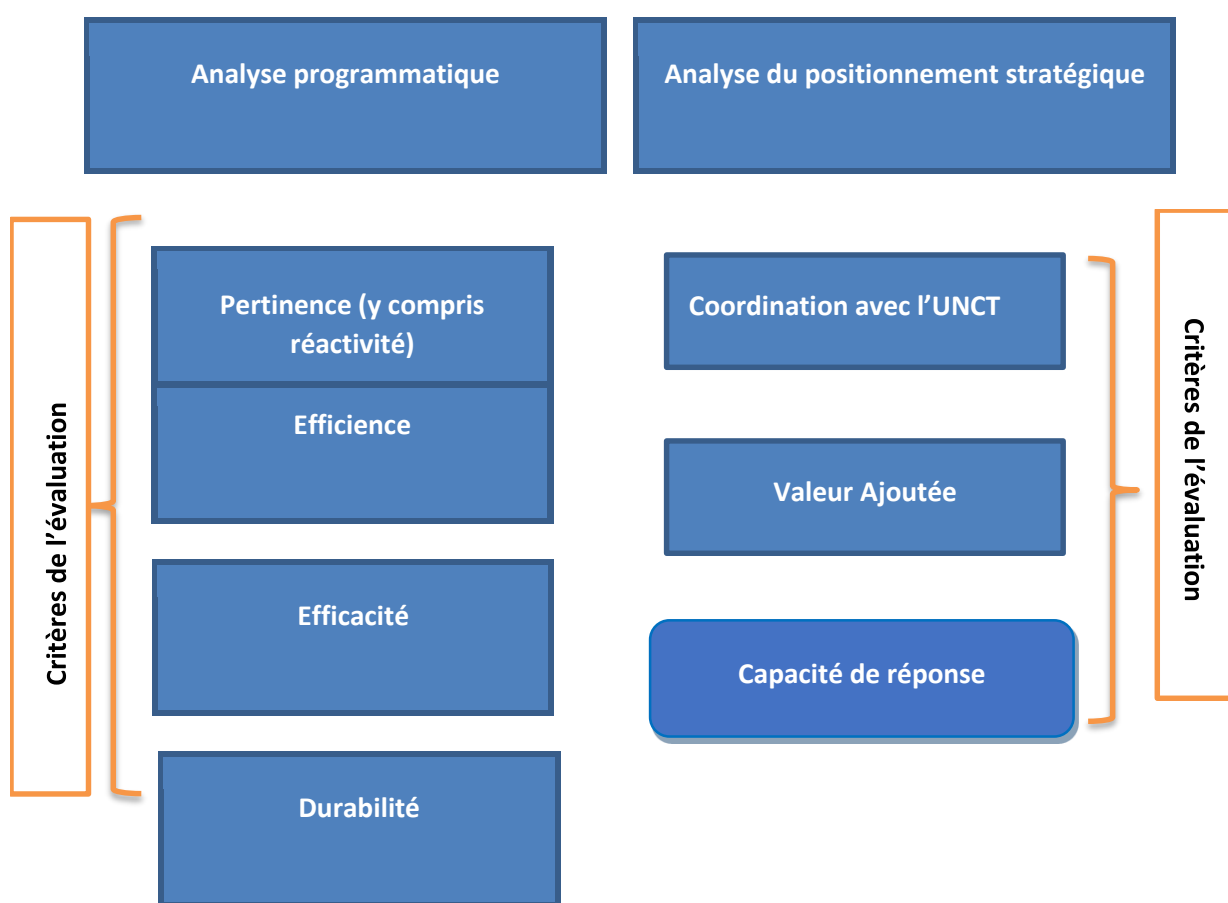 Analyse programmatique
Analyse du positionnement stratégique
Critères de l’évaluation
Pertinence (y compris
réactivité)
Efficience
Efficacité
Durabilité
Coordination avec l’UNCT
Valeur Ajoutée
Capacité de réponse
Critères de l’évaluation